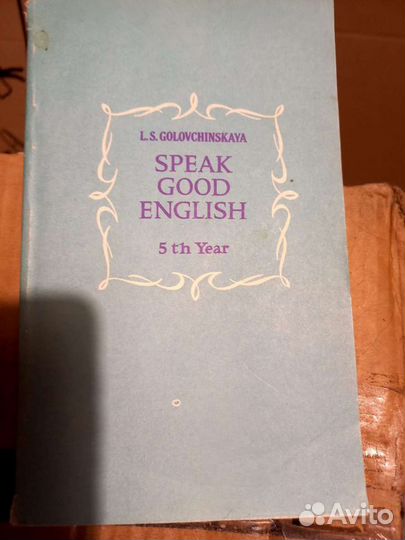 L. S. GOLOVCHINSKAYA
SPEAK
GOOD
ENGLISH
5 th Year
Avito